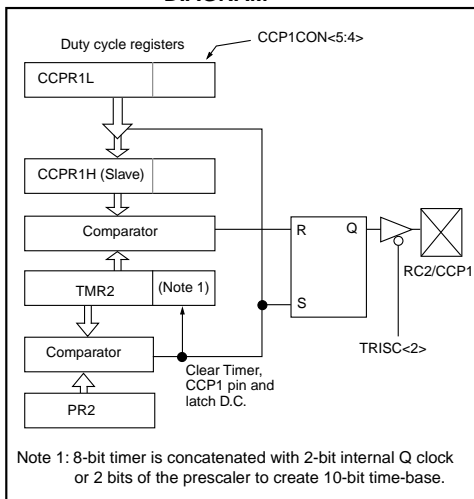 DIAGRAM
Duty cycle registers
CCP1CON<5:4>
CCPR1L
CCPR1H (Slave)
Comparator
R
Q
RC2/CCP1
TMR2
(Note 1)
S
TRISC<2>
Comparator
Clear Timer,
CCP1 pin and
latch D.C.
PR2
Note 1: 8-bit timer is concatenated with 2-bit internal Q clock
or 2 bits of the prescaler to create 10-bit time-base.